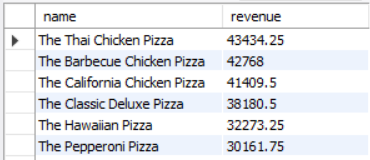 name revenue
The Thai Chicken Pizza 43434.25
The Barbecue Chicken Pizza 42768
The California Chicken Pizza 41409.5
The Classic Deluxe Pizza 38180.5
The Hawaiian Pizza 32273.25
The Pepperoni Pizza 30161.75